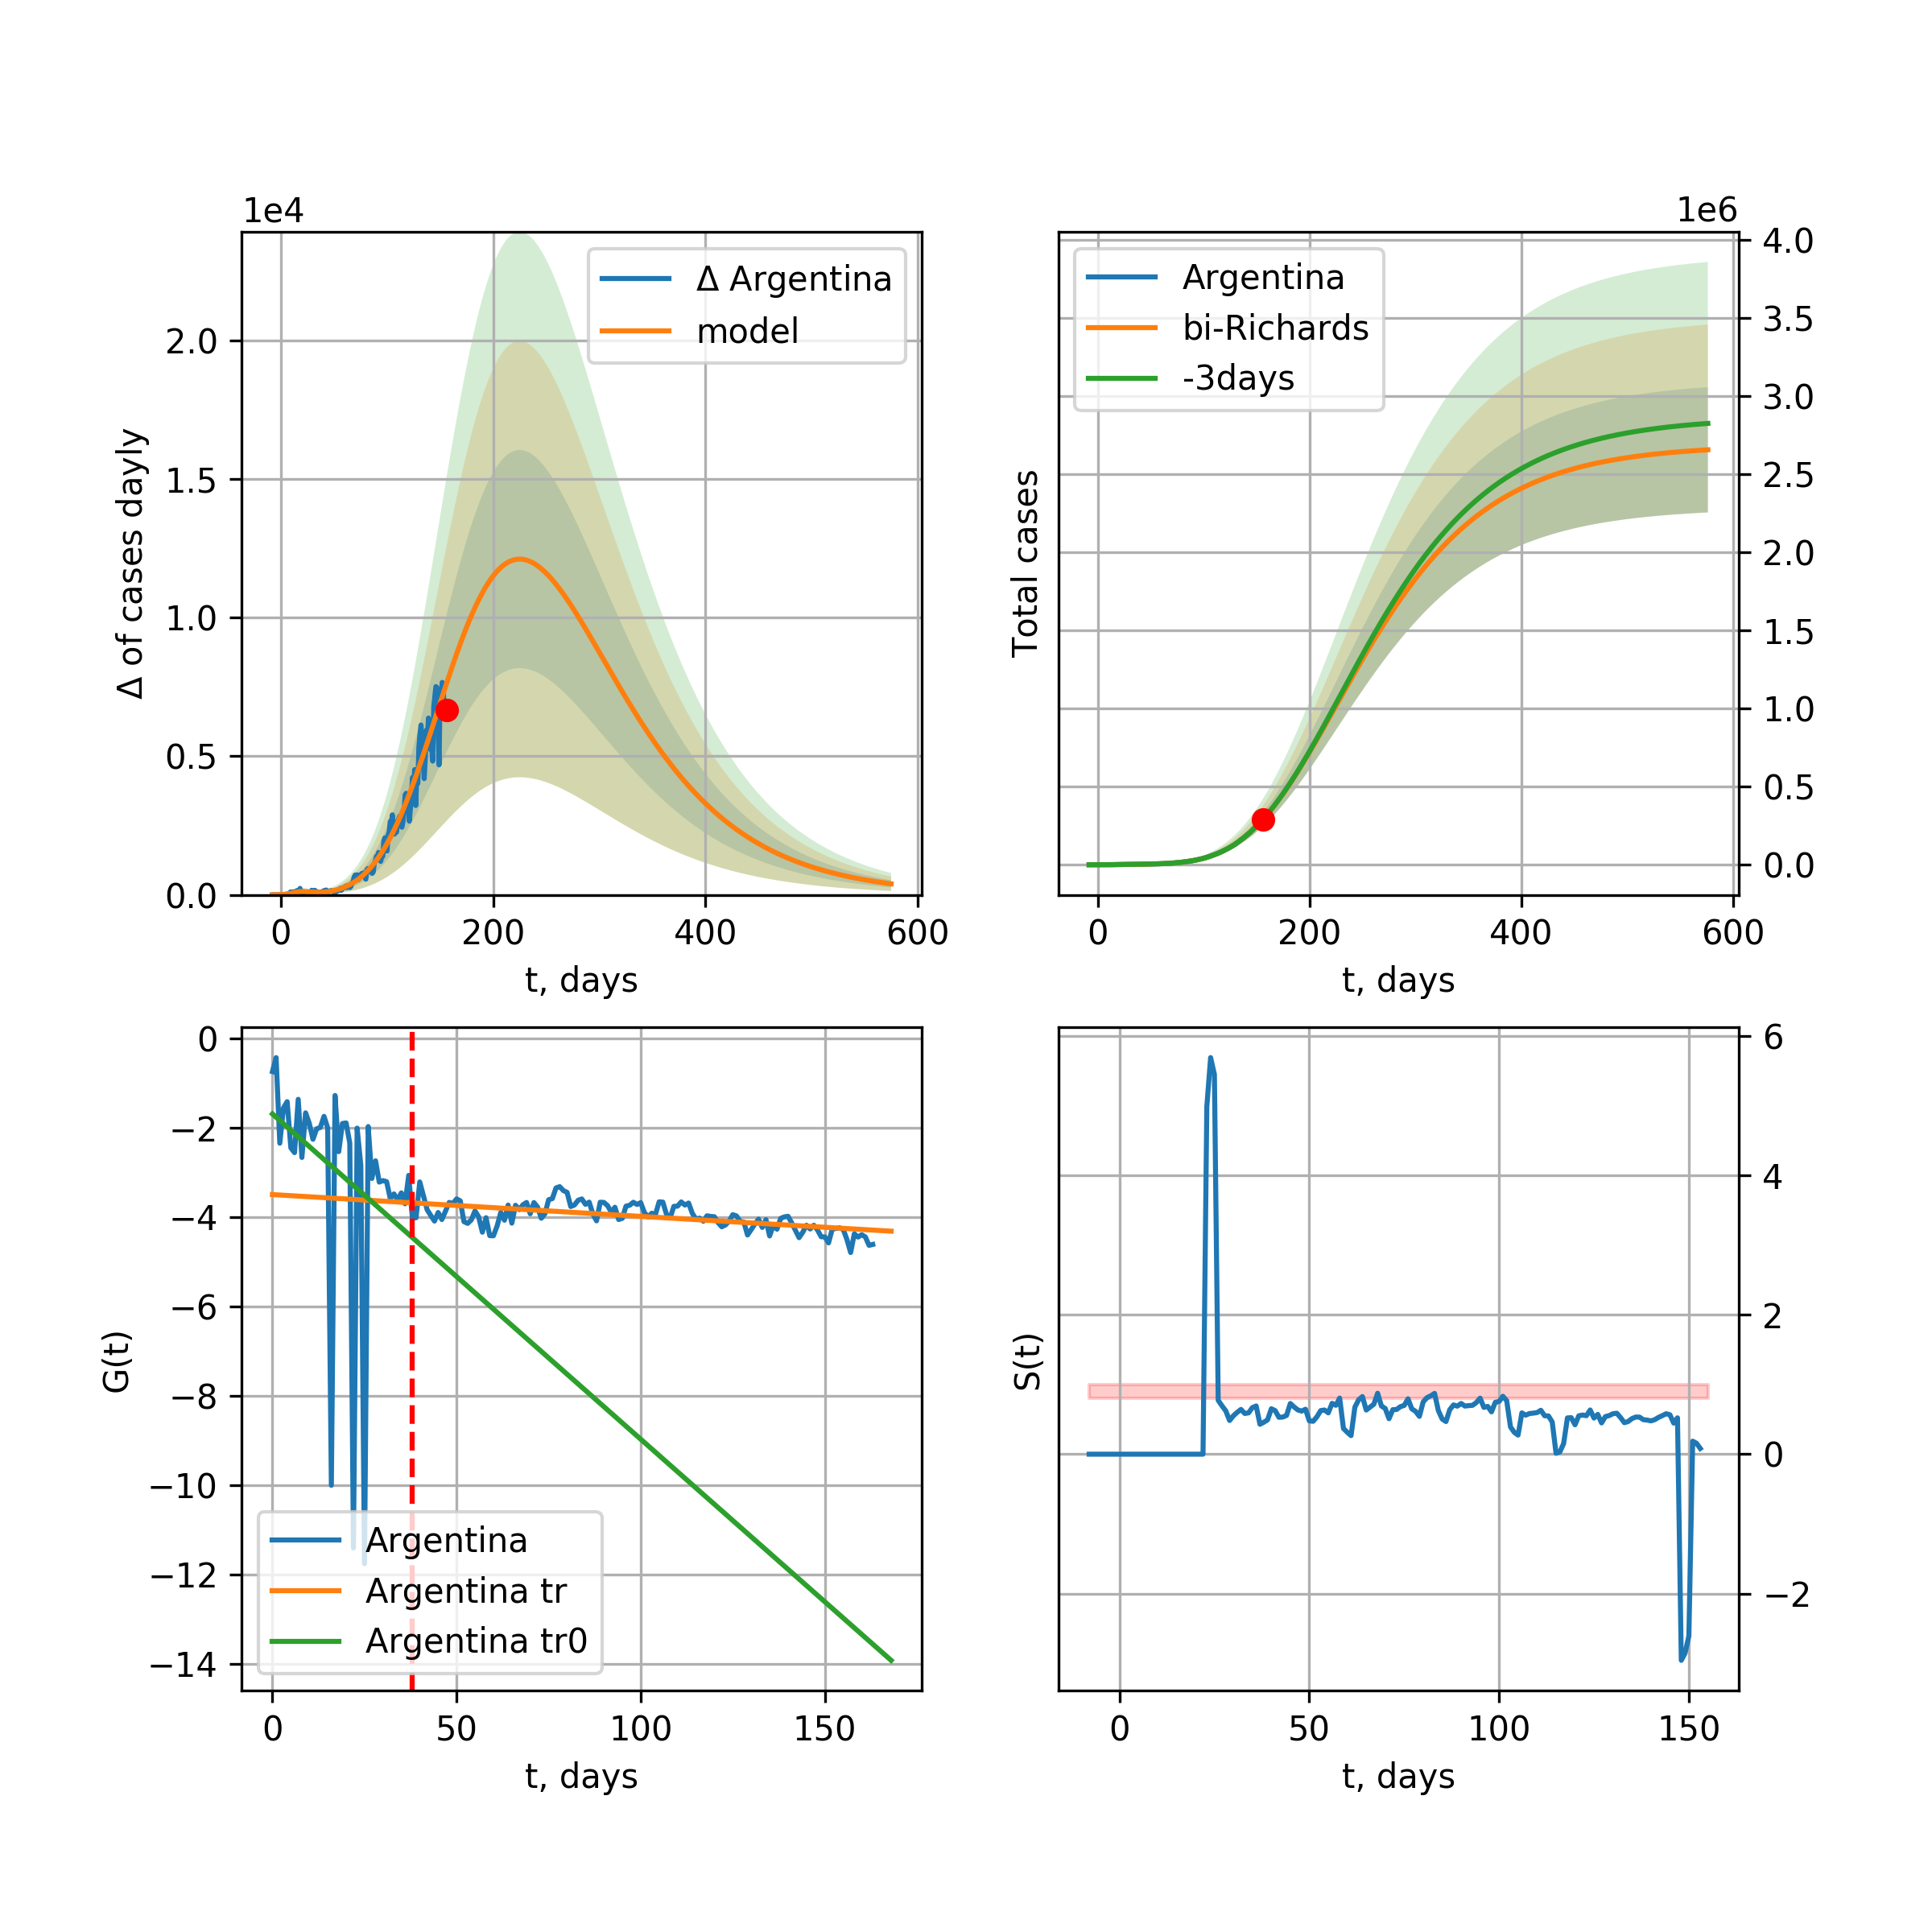 1e4
Δ of cases dayly
2.0
1.5
1.0
0.5
0.0
0 200 400 600
t, days
Δ Argentina
model
1e6
Total cases
4.0
3.5
3.0
2.5
2.0
1.5
1.0
0.5
0.0
0 200 400 600
t, days
Argentina
bi-Richards
-3days
G(t)
0
−2
−4
−6
−8
−10
−12
−14
0 50 100 150
t, days
Argentina
Argentina tr
Argentina tr0
S(t)
6
4
2
0
−2
0 50 100 150
t, days